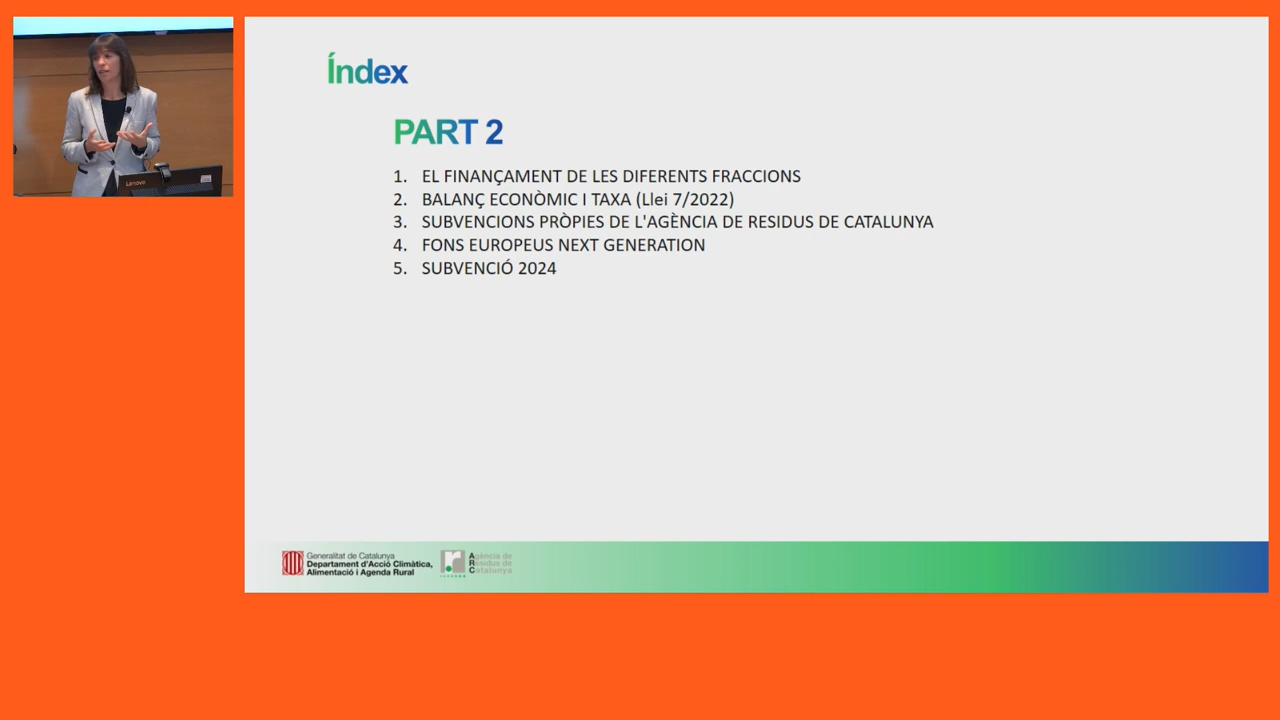 Índex
PART 2
1. EL FINANÇAMENT DE LES DIFERENTS FRACCIONS
2. BALANÇ ECONÒMIC I TAXA (Llei 7/2022)
3. SUBVENCIONS PRÒPIES DE L'AGÈNCIA DE RESIDUS DE CATALUNYA
4. FONS EUROPEUS NEXT GENERATION
5. SUBVENCIÓ 2024
Lenovo
Generalitat de Catalunya
Departament d'Acció Climàtica,
Alimentació i Agenda Rural
Agència de
Residus de
Catalunya